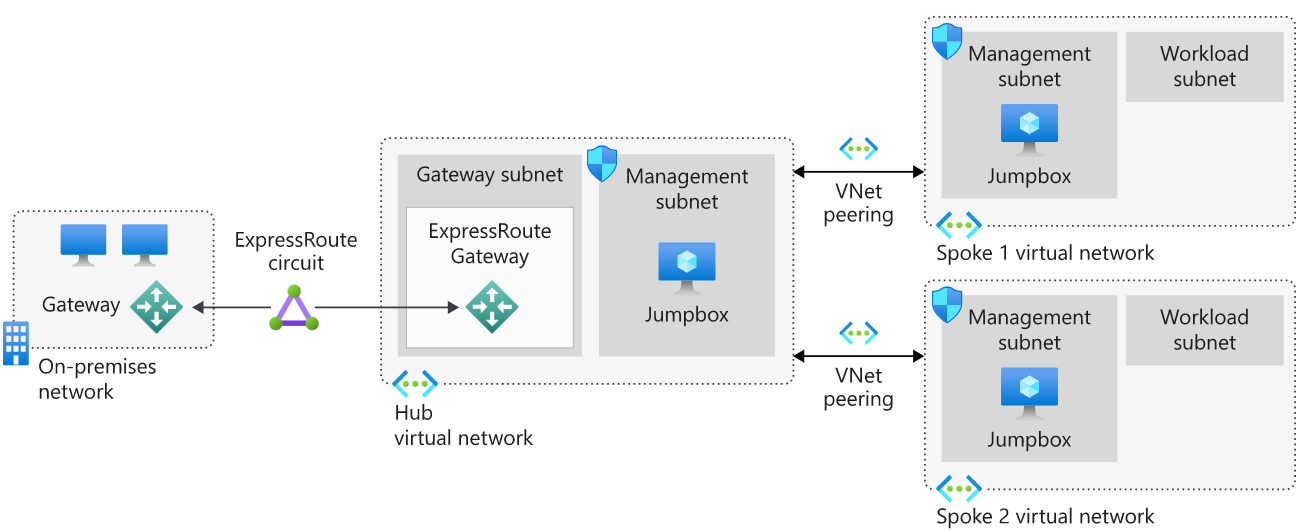 Gateway
On-premises
network
ExpressRoute
circuit
Gateway subnet
ExpressRoute
Gateway
Management
subnet
Jumpbox
Hub
virtual network
VNet
peering
VNet
peering
Management
subnet
Jumpbox
Workload
subnet
Spoke 1 virtual network
Management
subnet
Jumpbox
Workload
subnet
Spoke 2 virtual network